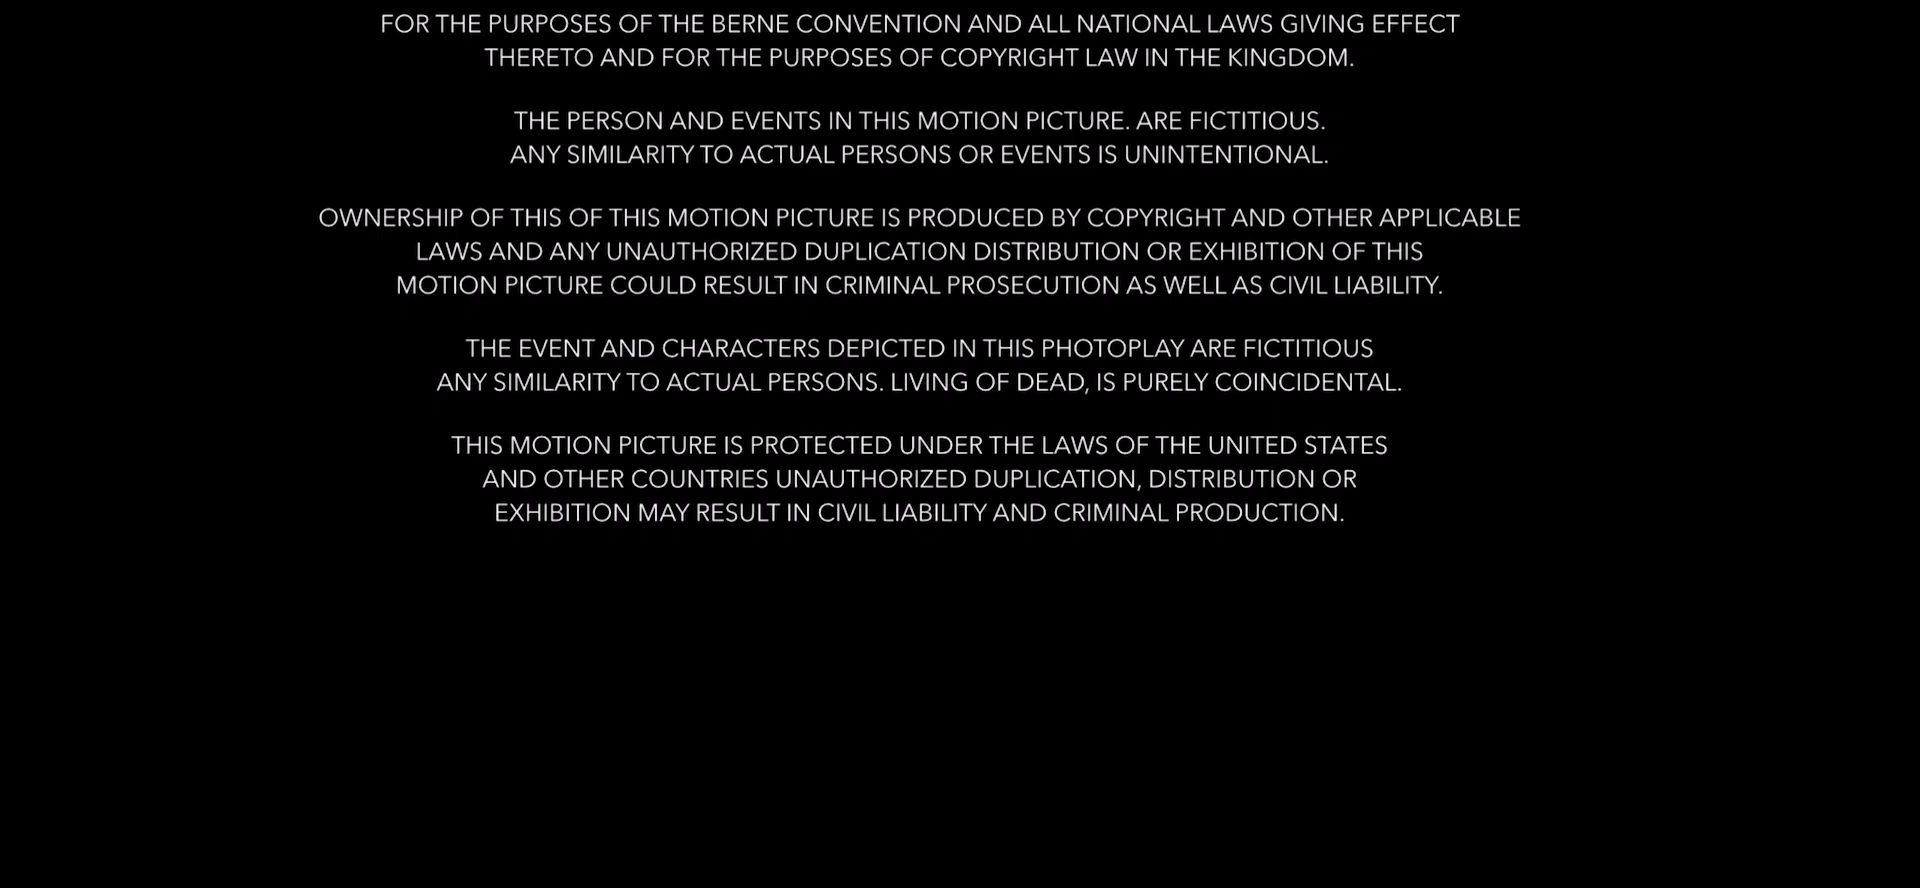 FOR THE PURPOSES OF THE BERNE CONVENTION AND ALL NATIONAL LAWS GIVING EFFECT
THERETO AND FOR THE PURPOSES OF COPYRIGHT LAW IN THE KINGDOM.
THE PERSON AND EVENTS IN THIS MOTION PICTURE. ARE FICTITIOUS.
ANY SIMILARITY TO ACTUAL PERSONS OR EVENTS IS UNINTENTIONAL.
OWNERSHIP OF THIS OF THIS MOTION PICTURE IS PRODUCED BY COPYRIGHT AND OTHER APPLICABLE
LAWS AND ANY UNAUTHORIZED DUPLICATION DISTRIBUTION OR EXHIBITION OF THIS
MOTION PICTURE COULD RESULT IN CRIMINAL PROSECUTION AS WELL AS CIVIL LIABILITY.
THE EVENT AND CHARACTERS DEPICTED IN THIS PHOTOPLAY ARE FICTITIOUS
ANY SIMILARITY TO ACTUAL PERSONS. LIVING OF DEAD, IS PURELY COINCIDENTAL.
THIS MOTION PICTURE IS PROTECTED UNDER THE LAWS OF THE UNITED STATES
AND OTHER COUNTRIES UNAUTHORIZED DUPLICATION, DISTRIBUTION OR
EXHIBITION MAY RESULT IN CIVIL LIABILITY AND CRIMINAL PRODUCTION.